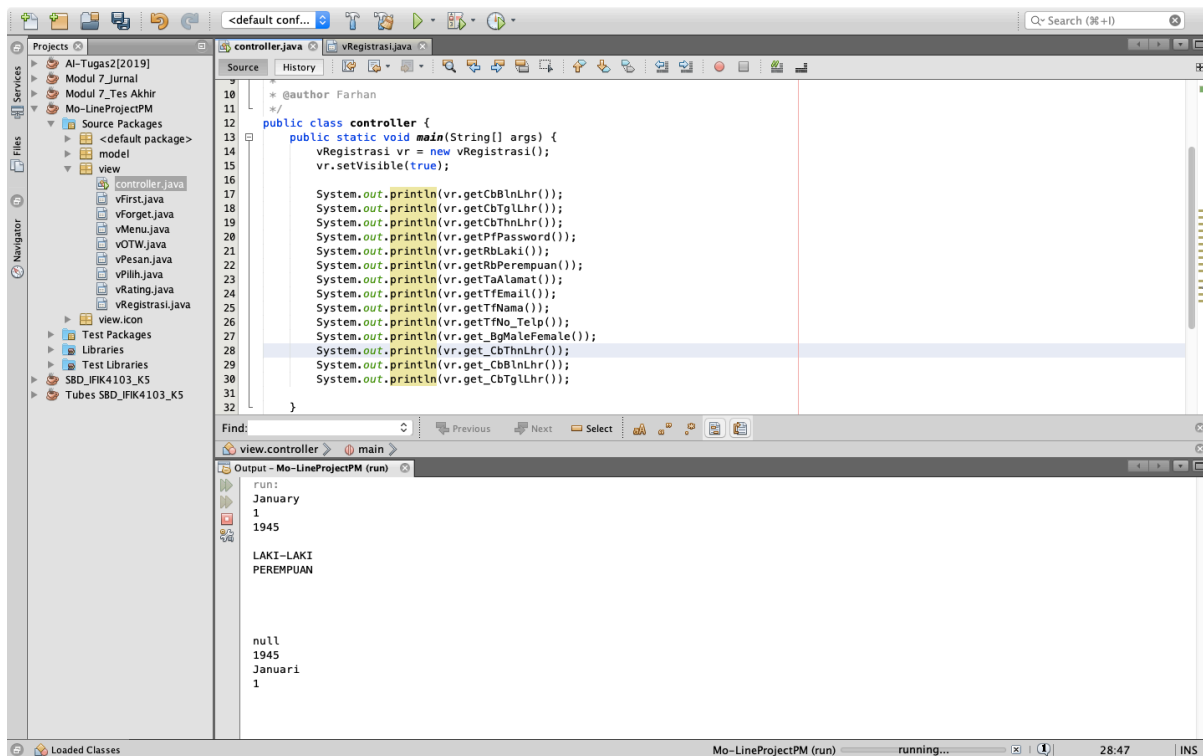 <default conf...
Search (⌘+I)
Projects
controller.java
vRegistrasi.java
Services
Files
Navigator
AI-Tugas2[2019]
Modul 7_Jurnal
Modul 7_Tes Akhir
Mo-LineProjectPM
Source Packages
<default package>
model
view
controller.java
vFirst.java
vForget.java
vMenu.java
vOTW.java
vPesan.java
vPilih.java
vRating.java
vRegistrasi.java
view.icon
Test Packages
Libraries
Test Libraries
SBD_IFIK4103_K5
Tubes SBD_IFIK4103_K5
Source History
9 *
10 * @author Farhan
11 */
12 public class controller {
13 public static void main(String[] args) {
14 vRegistrasi vr = new vRegistrasi();
15 vr.setVisible(true);
16
17 System.out.println(vr.getCbBlnLhr());
18 System.out.println(vr.getCbTglLhr());
19 System.out.println(vr.getCbThnLhr());
20 System.out.println(vr.getPfPassword());
21 System.out.println(vr.getRbLaki());
22 System.out.println(vr.getRbPerempuan());
23 System.out.println(vr.getTaAlamat());
24 System.out.println(vr.getTfEmail());
25 System.out.println(vr.getTfNama());
26 System.out.println(vr.getTfNo_Telp());
27 System.out.println(vr.get_BgMaleFemale());
28 System.out.println(vr.get_CbThnLhr());
29 System.out.println(vr.get_CbBlnLhr());
30 System.out.println(vr.get_CbTglLhr());
31
32 }
Find: Previous Next Select
view.controller main
Output - Mo-LineProjectPM (run)
run:
January
1
1945
LAKI-LAKI
PEREMPUAN
null
1945
Januari
1
Loaded Classes
Mo-LineProjectPM (run) running... 28:47 INS